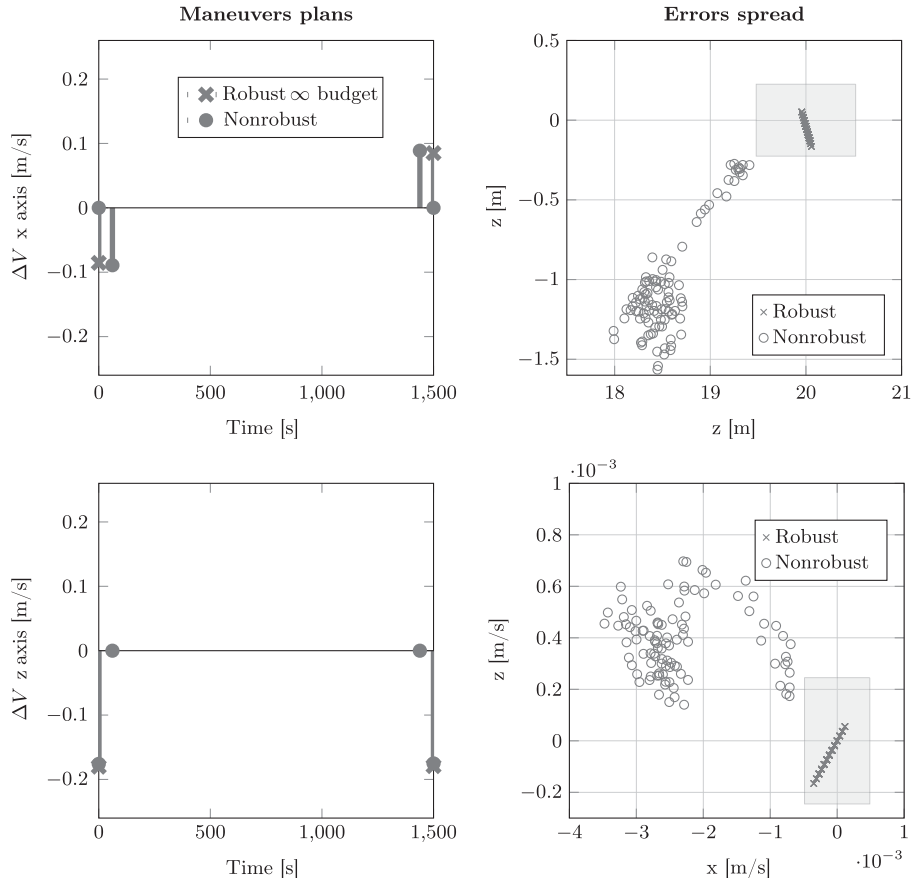 Maneuvers plans
Errors spread
0.2
0.1
0
−0.1
−0.2
ΔV x axis [m/s]
Robust ∞ budget
Nonrobust
0
500
1,000
1,500
Time [s]
0.5
0
−0.5
−1
−1.5
z [m]
Robust
Nonrobust
18
19
20
21
z [m]
0.2
0.1
0
−0.1
−0.2
ΔV z axis [m/s]
0
500
1,000
1,500
Time [s]
·10−3
1
0.8
0.6
0.4
0.2
0
−0.2
z [m/s]
Robust
Nonrobust
−4
−3
−2
−1
0
1
x [m/s]
·10−3